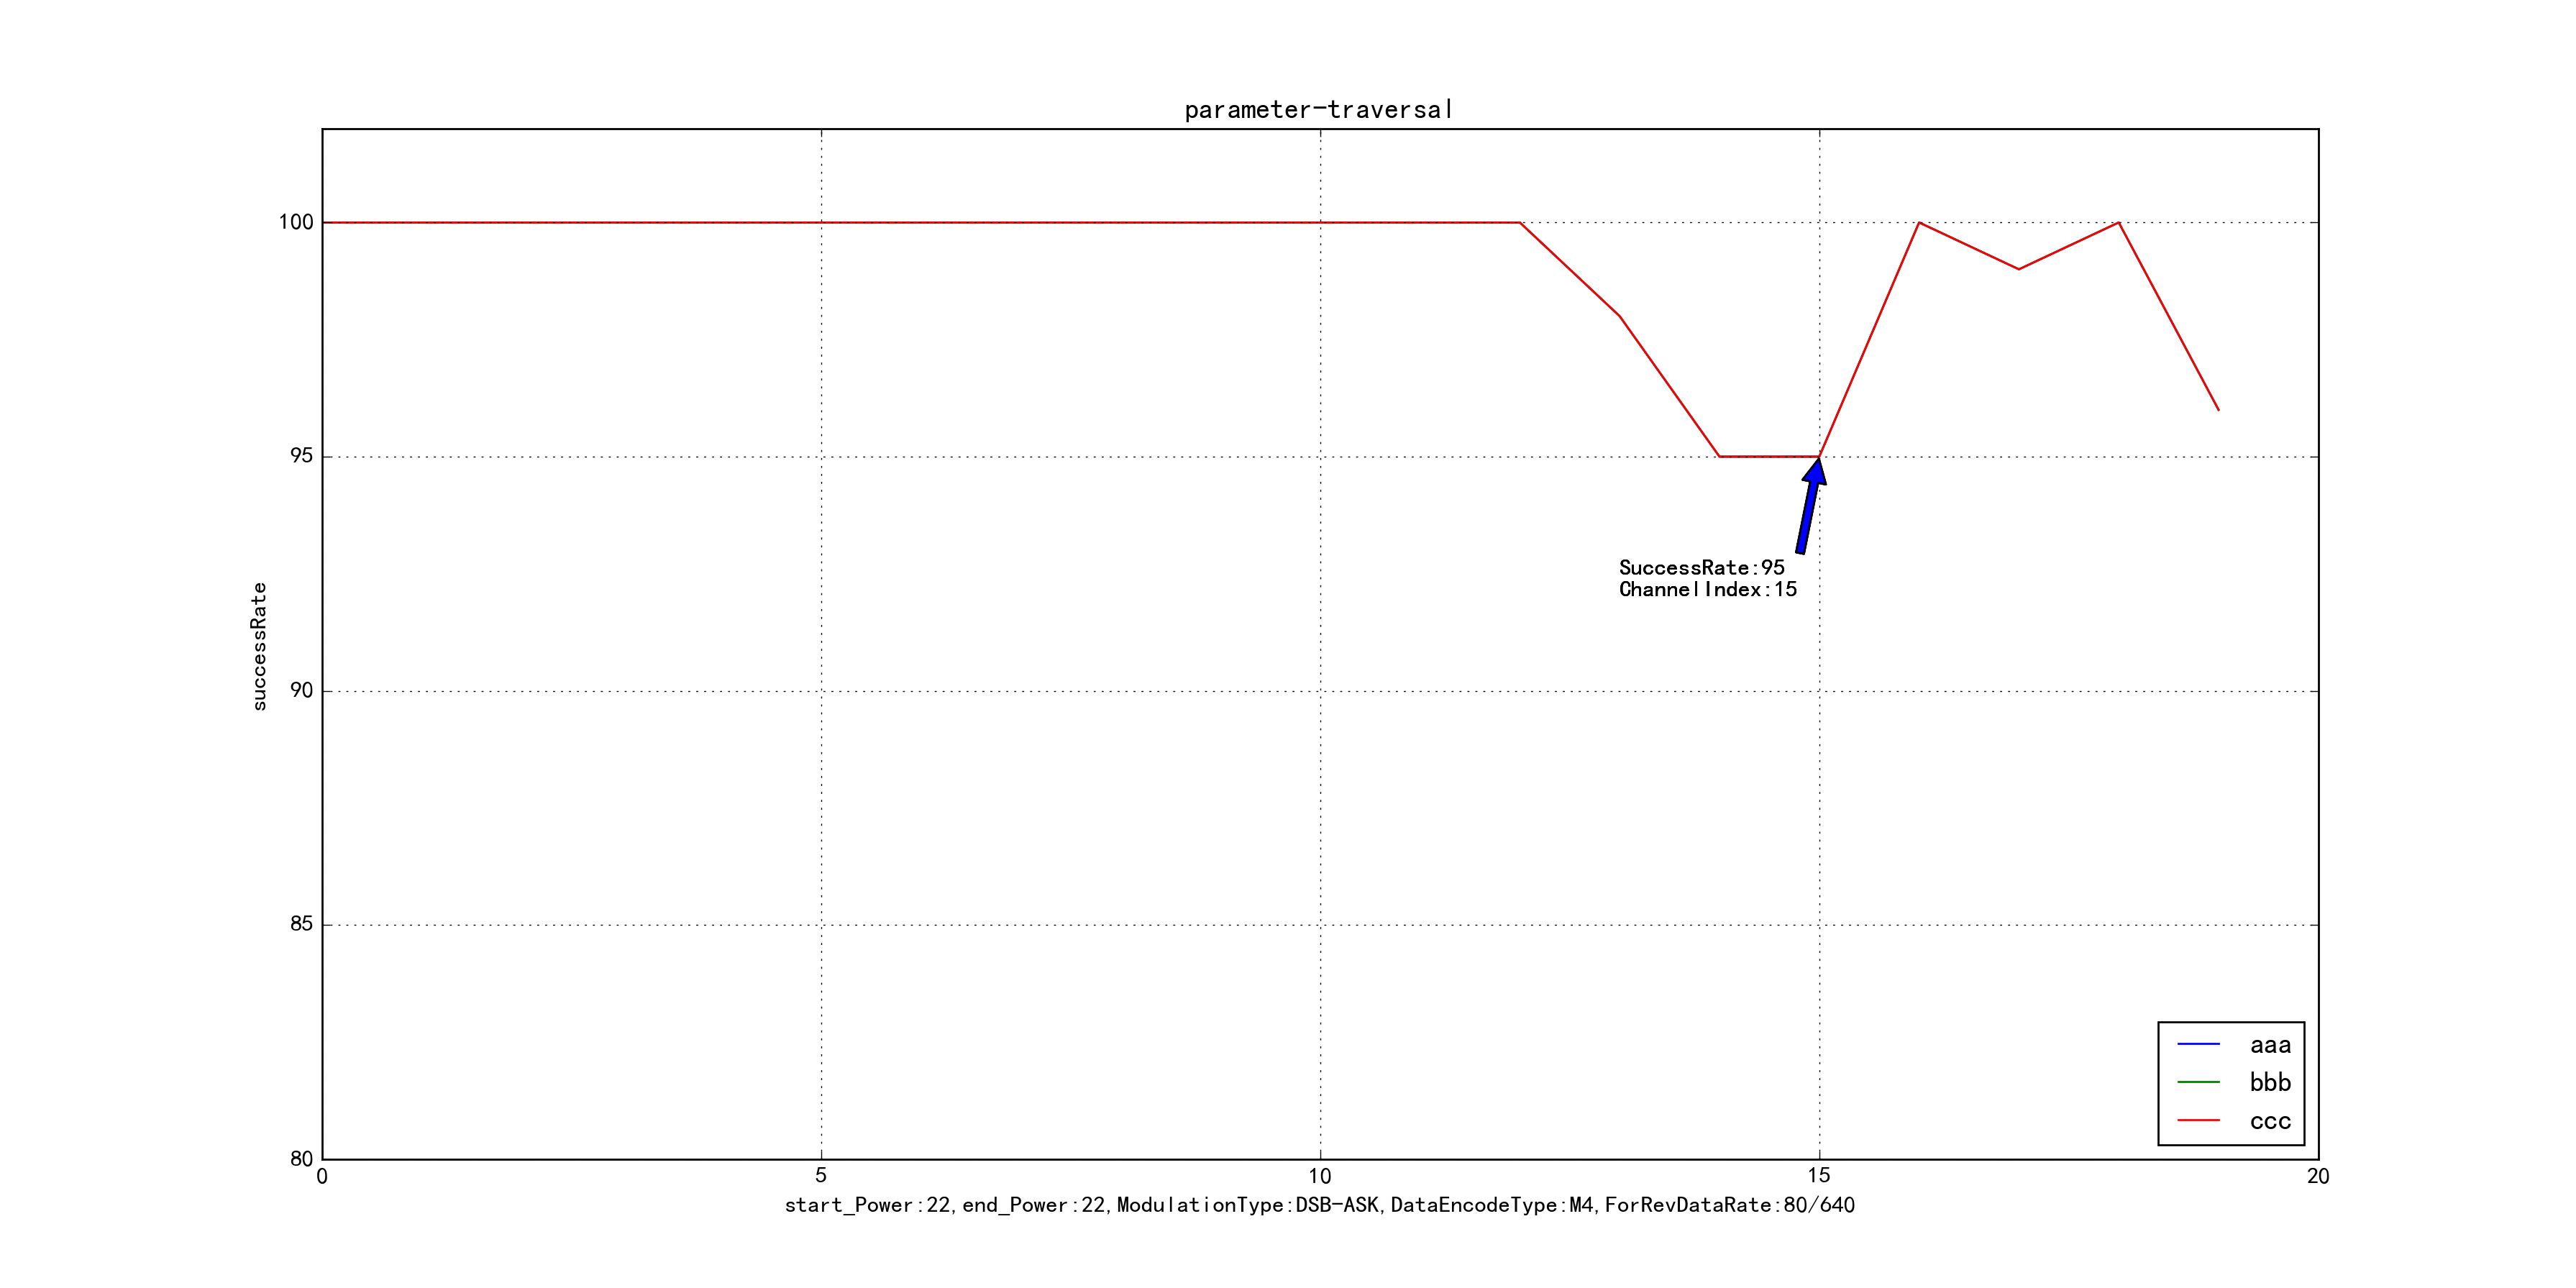 parameter-traversal
100
95
90
85
80
successRate
SuccessRate:95
ChannelIndex:15
aaa
bbb
ccc
0 5 10 15 20
start_Power:22,end_Power:22,ModulationType:DSB-ASK,DataEncodeType:M4,ForRevDataRate:80/640